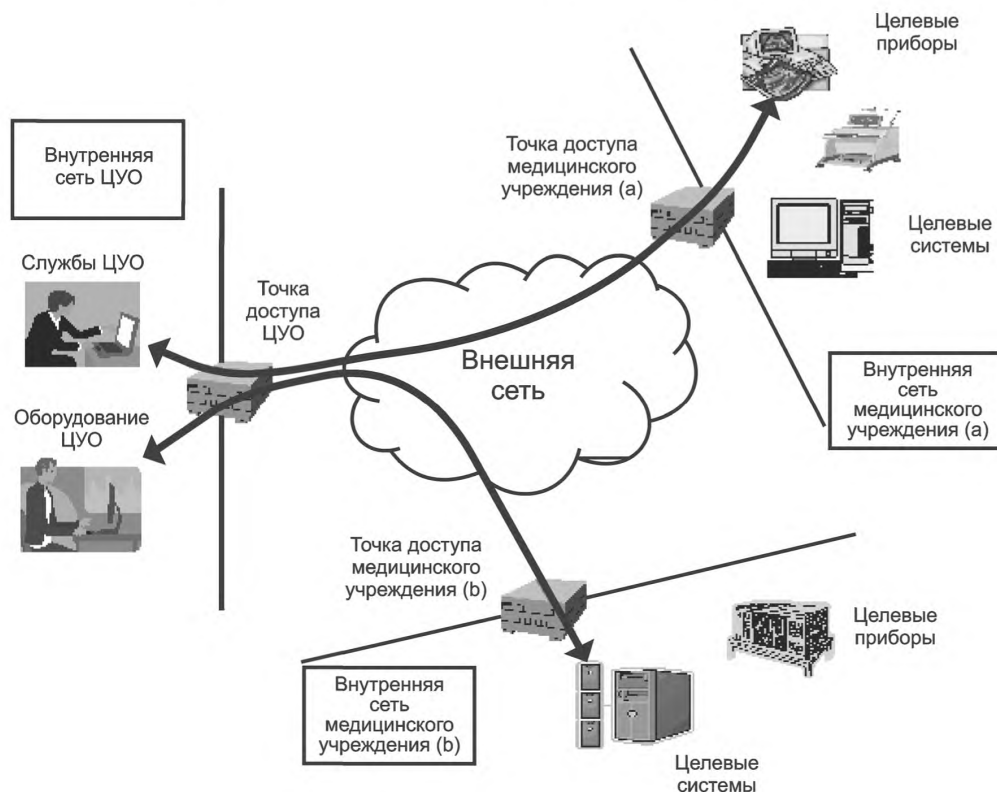 Целевые
приборы
Точка доступа
медицинского
учреждения (a)
Внутренняя
сеть ЦУО
Целевые
системы
Службы ЦУО
Точка
доступа
ЦУО
Внешняя
сеть
Внутренняя
сеть
медицинского
учреждения (a)
Оборудование
ЦУО
Точка доступа
медицинского
учреждения (b)
Целевые
приборы
Внутренняя
сеть
медицинского
учреждения (b)
Целевые
системы